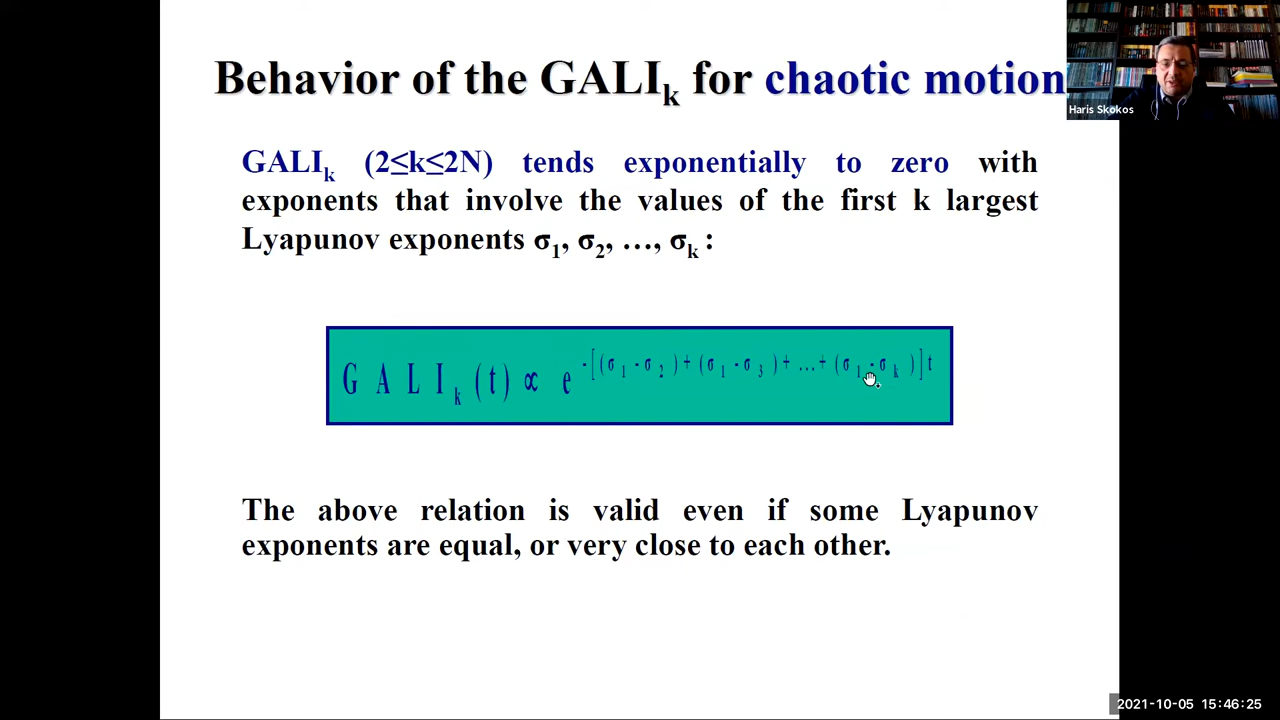 Behavior of the GALIk for chaotic motion
Haris Skokos
GALIk (2≤k≤2N) tends exponentially to zero with
exponents that involve the values of the first k largest
Lyapunov exponents σ1, σ2, …, σk :
GALIk(t) ∝ e-[(σ1-σ2)+(σ1-σ3)+…+(σ1-σk)]t
The above relation is valid even if some Lyapunov
exponents are equal, or very close to each other.
2021-10-05 15:46:25